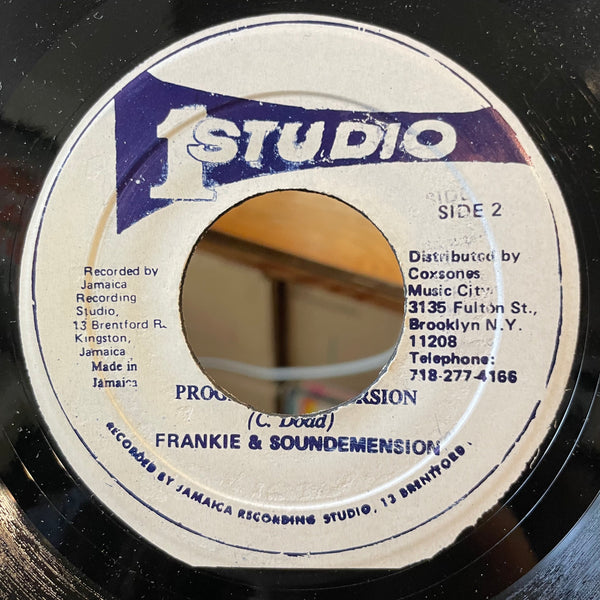 1 STUDIO
SIDE 2
Recorded by
Jamaica
Recording
Studio,
13 Brentford R
Kingston,
Jamaica
Made in
Jamaica
Distributed by
Coxsones
Music City
3135 Fulton St.,
Brooklyn N.Y.
11208
Telephone:
718-277-4166
PROG RSION
(C. Dodd)
FRANKIE & SOUNDEMENSION
RECORDED BY JAMAICA RECORDING STUDIO, 13 BRENTFORD